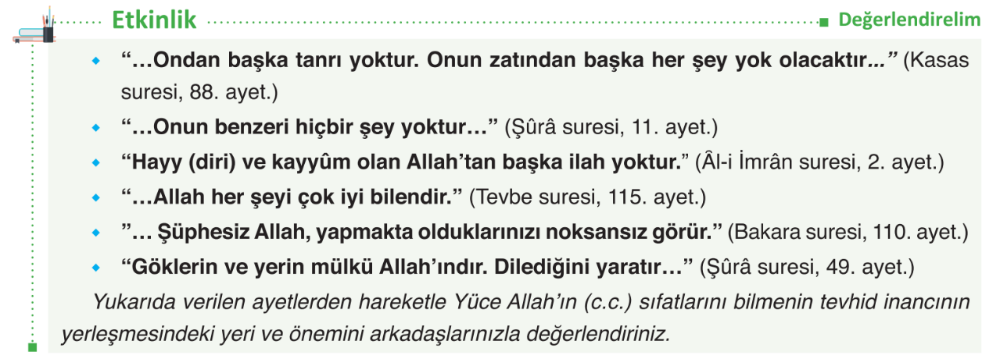 Etkinlik
Değerlendirelim
“…Ondan başka tanrı yoktur. Onun zatından başka her şey yok olacaktır...” (Kasas
suresi, 88. ayet.)
“…Onun benzeri hiçbir şey yoktur…” (Şûrâ suresi, 11. ayet.)
“Hayy (diri) ve kayyûm olan Allah’tan başka ilah yoktur.” (Âl-i İmrân suresi, 2. ayet.)
“…Allah her şeyi çok iyi bilendir.” (Tevbe suresi, 115. ayet.)
”… Şüphesiz Allah, yapmakta olduklarınızı noksansız görür.” (Bakara suresi, 110. ayet.)
“Göklerin ve yerin mülkü Allah’ındır. Dilediğini yaratır…” (Şûrâ suresi, 49. ayet.)
Yukarıda verilen ayetlerden hareketle Yüce Allah’ın (c.c.) sıfatlarını bilmenin tevhid inancının
yerleşmesindeki yeri ve önemini arkadaşlarınızla değerlendiriniz.